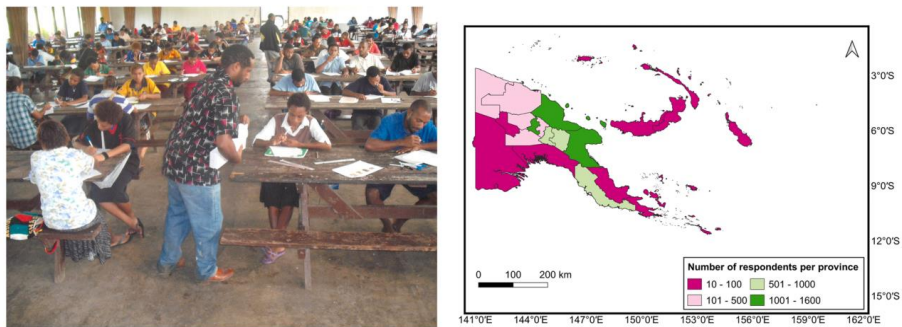 3°0'S
6°0'S
9°0'S
12°0'S
15°0'S
0 100 200 km
Number of respondents per province
10 - 100 501 - 1000
101 - 500 1001 - 1600
141°0'E 144°0'E 147°0'E 150°0'E 153°0'E 156°0'E 159°0'E 162°0'E